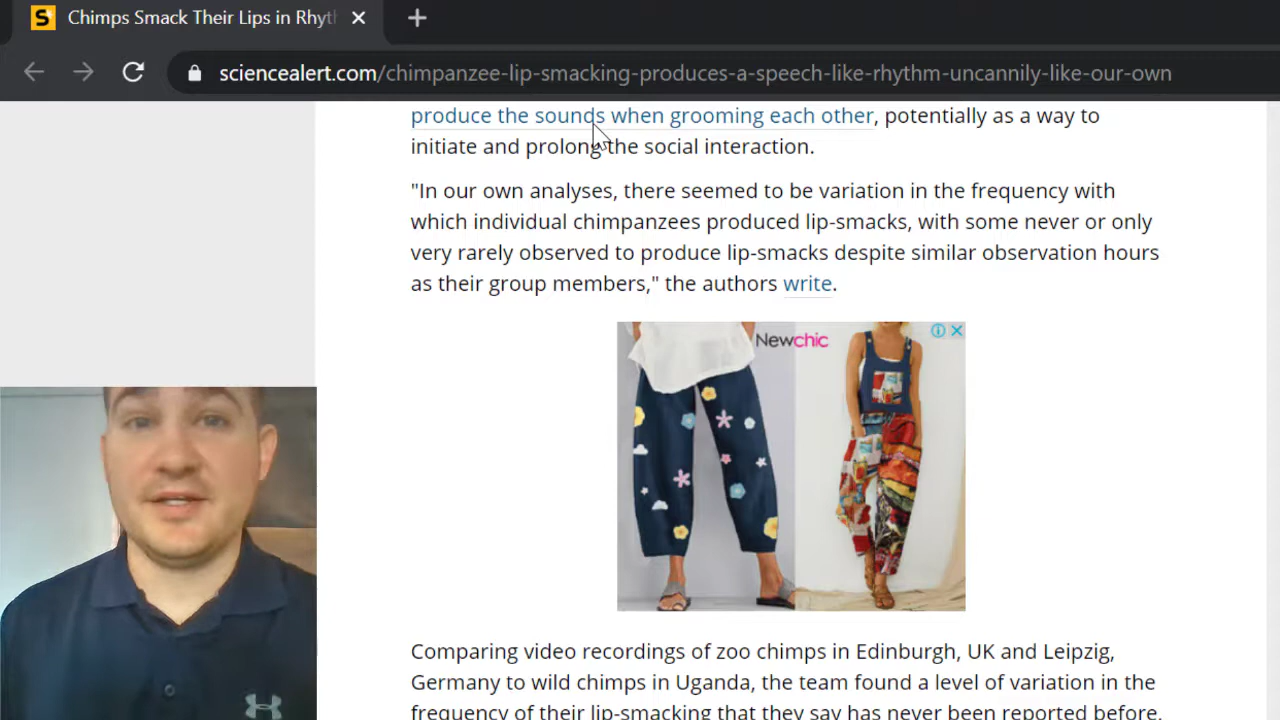 Chimps Smack Their Lips in Rhyt
sciencealert.com/chimpanzee-lip-smacking-produces-a-speech-like-rhythm-uncannily-like-our-own
produce the sounds when grooming each other, potentially as a way to
initiate and prolong the social interaction.
"In our own analyses, there seemed to be variation in the frequency with
which individual chimpanzees produced lip-smacks, with some never or only
very rarely observed to produce lip-smacks despite similar observation hours
as their group members," the authors write.
Newchic
Comparing video recordings of zoo chimps in Edinburgh, UK and Leipzig,
Germany to wild chimps in Uganda, the team found a level of variation in the
frequency of their lip-smacking that they say has never been reported before.